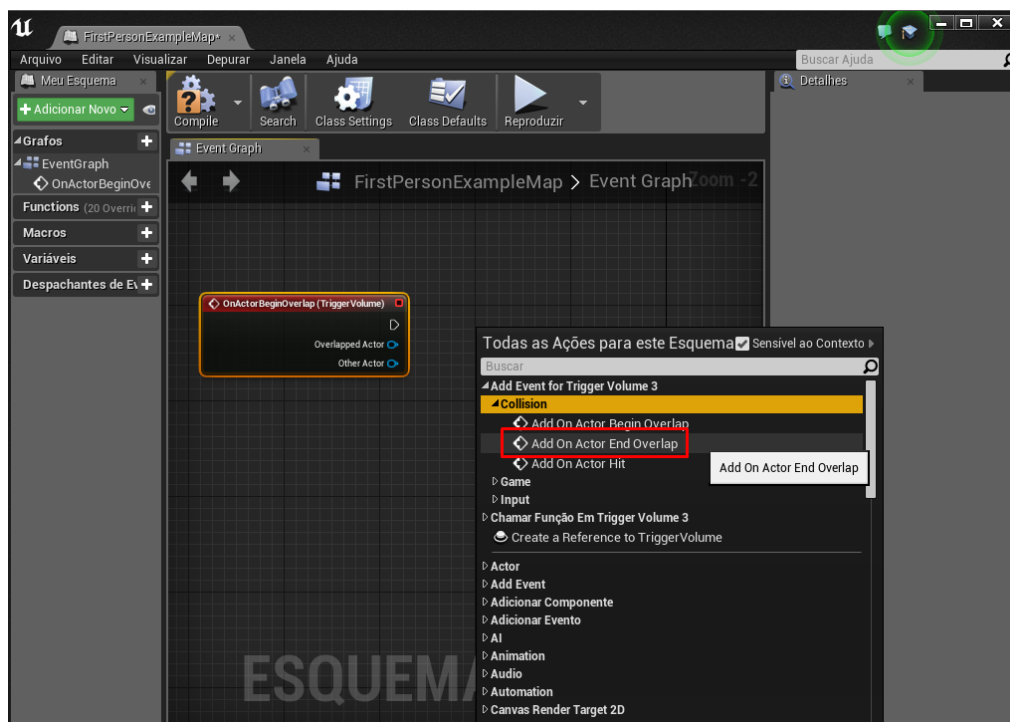 FirstPersonExampleMap*
Arquivo Editar Visualizar Depurar Janela Ajuda
Buscar Ajuda
Meu Esquema
Detalhes
Adicionar Novo
Compile Search Class Settings Class Defaults Reproduzir
Grafos
EventGraph
OnActorBeginOve
Functions (20 Overri
Macros
Variáveis
Despachantes de Ev
Event Graph
FirstPersonExampleMap > Event Graph
Zoom -2
OnActorBeginOverlap (TriggerVolume)
Overlapped Actor
Other Actor
Todas as Ações para este Esquema
Sensível ao Contexto
Buscar
Add Event for Trigger Volume 3
Collision
Add On Actor Begin Overlap
Add On Actor End Overlap
Add On Actor Hit
Add On Actor End Overlap
Game
Input
Chamar Função Em Trigger Volume 3
Create a Reference to TriggerVolume
Actor
Add Event
Adicionar Componente
Adicionar Evento
AI
Animation
Audio
Automation
Canvas Render Target 2D
ESQUEMA